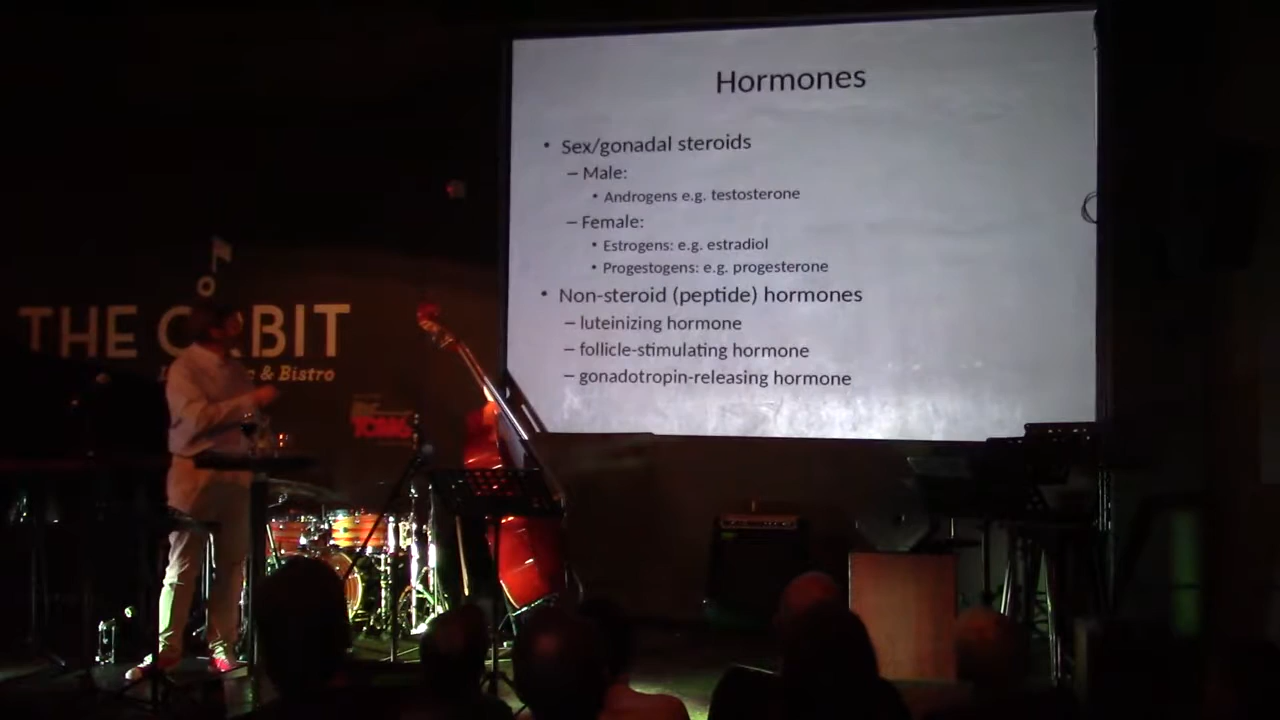 Hormones
• Sex/gonadal steroids
– Male:
• Androgens e.g. testosterone
– Female:
• Estrogens: e.g. estradiol
• Progestogens: e.g. progesterone
• Non-steroid (peptide) hormones
– luteinizing hormone
– follicle-stimulating hormone
– gonadotropin-releasing hormone
THE ORBIT
& Bistro